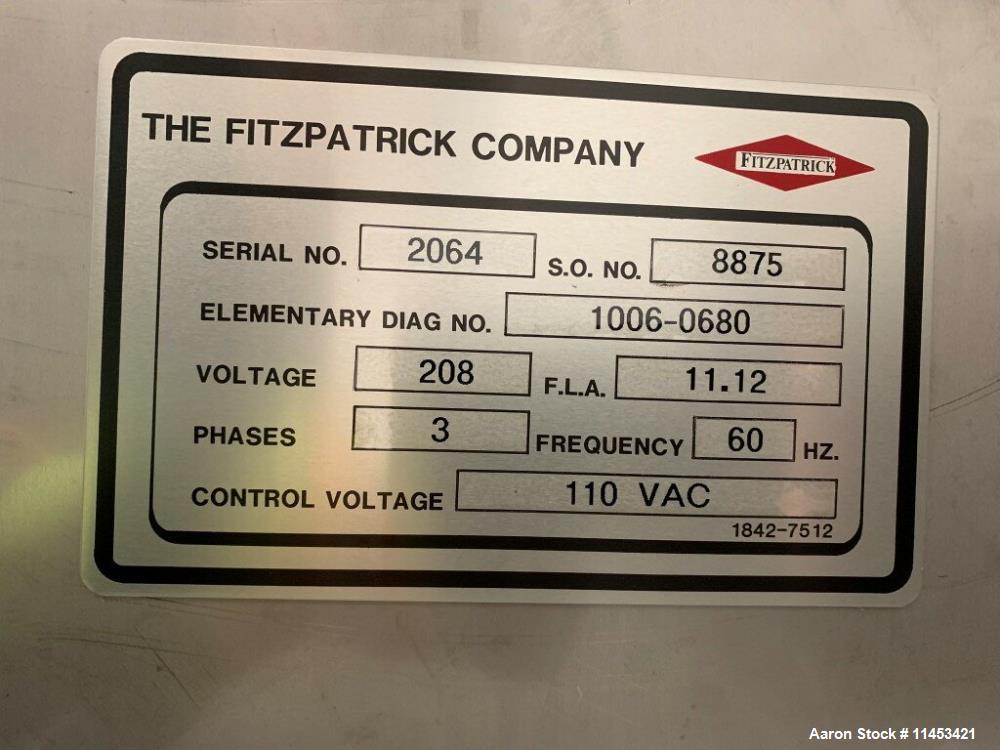 THE FITZPATRICK COMPANY FITZPATRICK
SERIAL NO. 2064 S.O. NO. 8875
ELEMENTARY DIAG NO. 1006-0680
VOLTAGE 208 F.L.A. 11.12
PHASES 3 FREQUENCY 60 HZ.
CONTROL VOLTAGE 110 VAC
1842-7512
Aaron Stock # 11453421